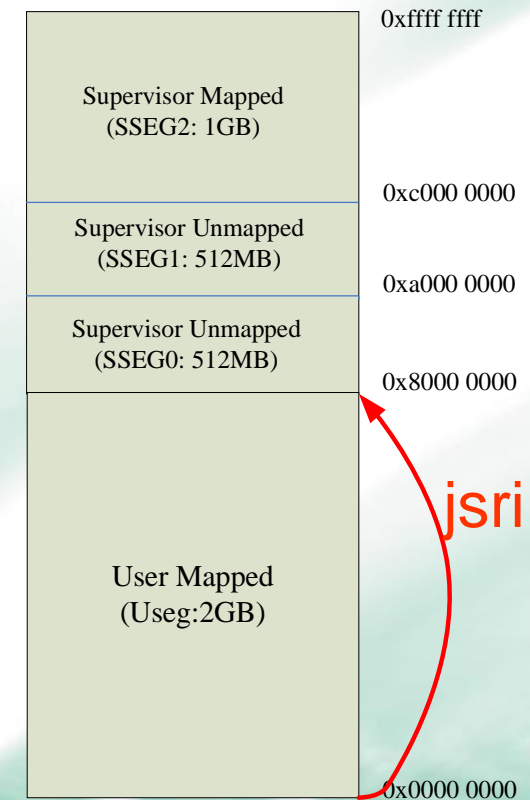 0xffff ffff
Supervisor Mapped
(SSEG2: 1GB)
0xc000 0000
Supervisor Unmapped
(SSEG1: 512MB)
0xa000 0000
Supervisor Unmapped
(SSEG0: 512MB)
0x8000 0000
jsri
User Mapped
(Useg:2GB)
0x0000 0000